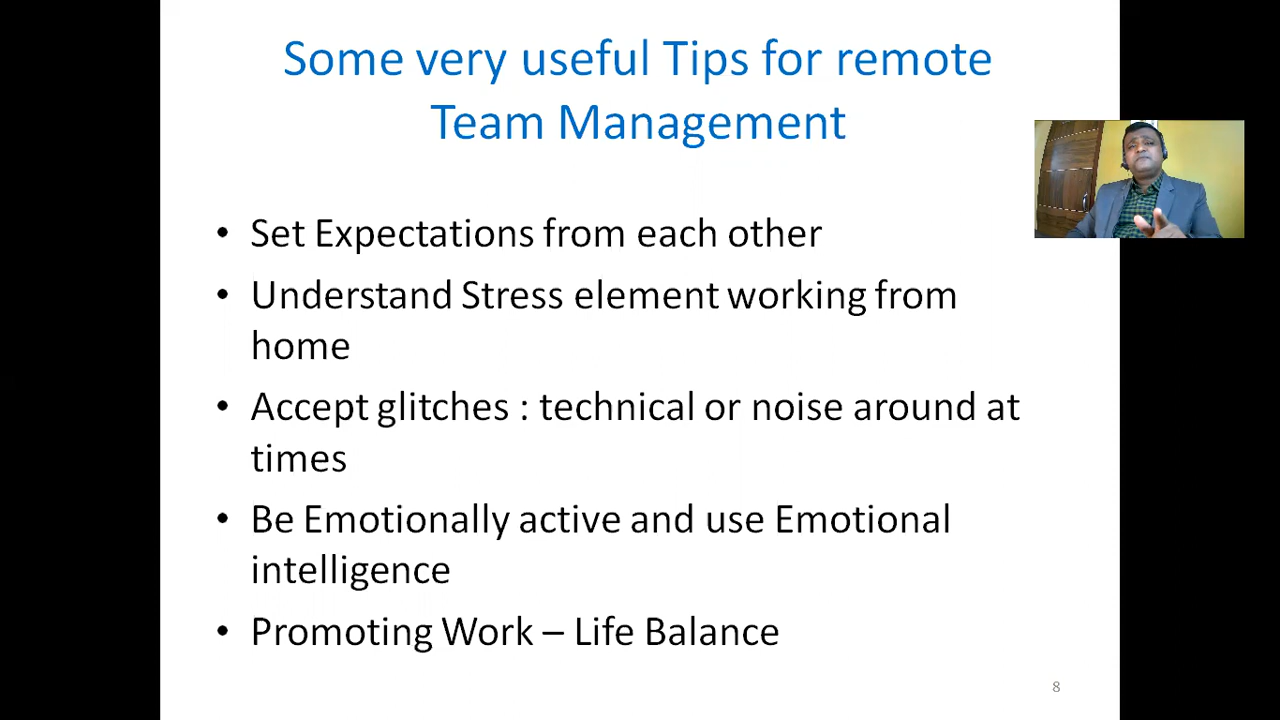 Some very useful Tips for remote
Team Management
• Set Expectations from each other
• Understand Stress element working from
home
• Accept glitches : technical or noise around at
times
• Be Emotionally active and use Emotional
intelligence
• Promoting Work – Life Balance
8